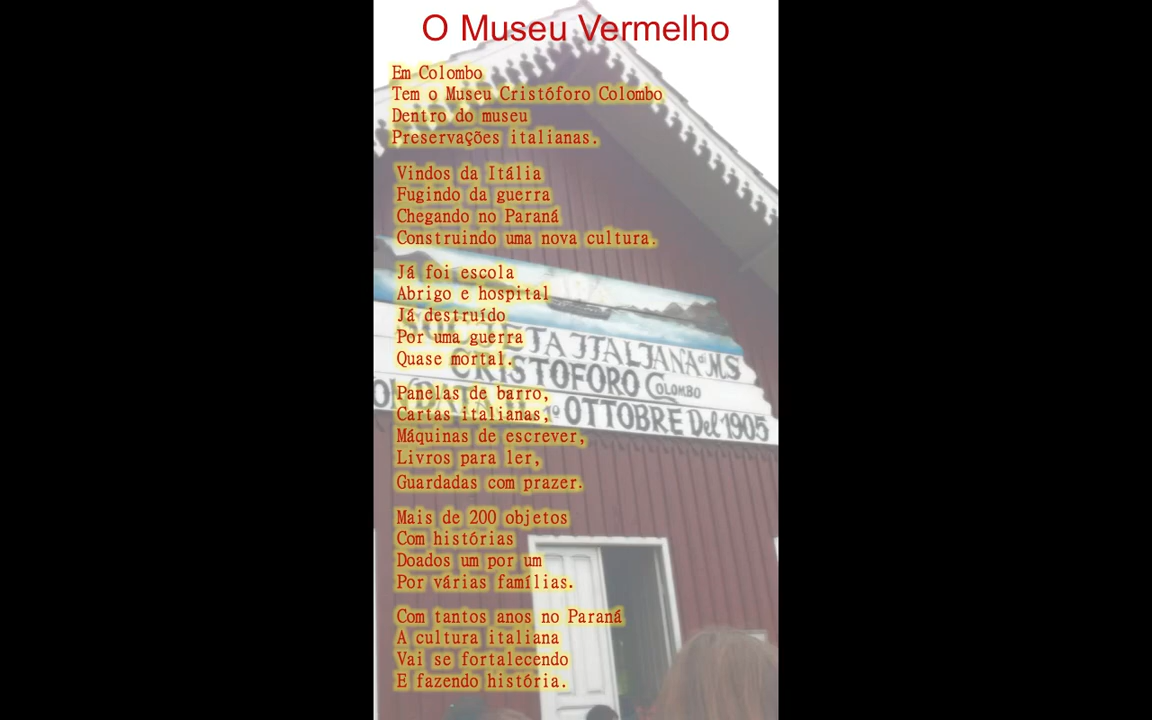 O Museu Vermelho
Em Colombo
Tem o Museu Cristóforo Colombo
Dentro do museu
Preservações italianas.
Vindos da Itália
Fugindo da guerra
Chegando no Paraná
Construindo uma nova cultura.
Já foi escola
Abrigo e hospital
Já destruído
Por uma guerra
Quase mortal.
Panelas de barro,
Cartas italianas,
Máquinas de escrever,
Livros para ler,
Guardadas com prazer.
Mais de 200 objetos
Com histórias
Doados um por um
Por várias famílias.
Com tantos anos no Paraná
A cultura italiana
Vai se fortalecendo
E fazendo história.
SOCIETA ITALIANA MS
CRISTOFORO COLOMBO
1º OTTOBRE Del 1905